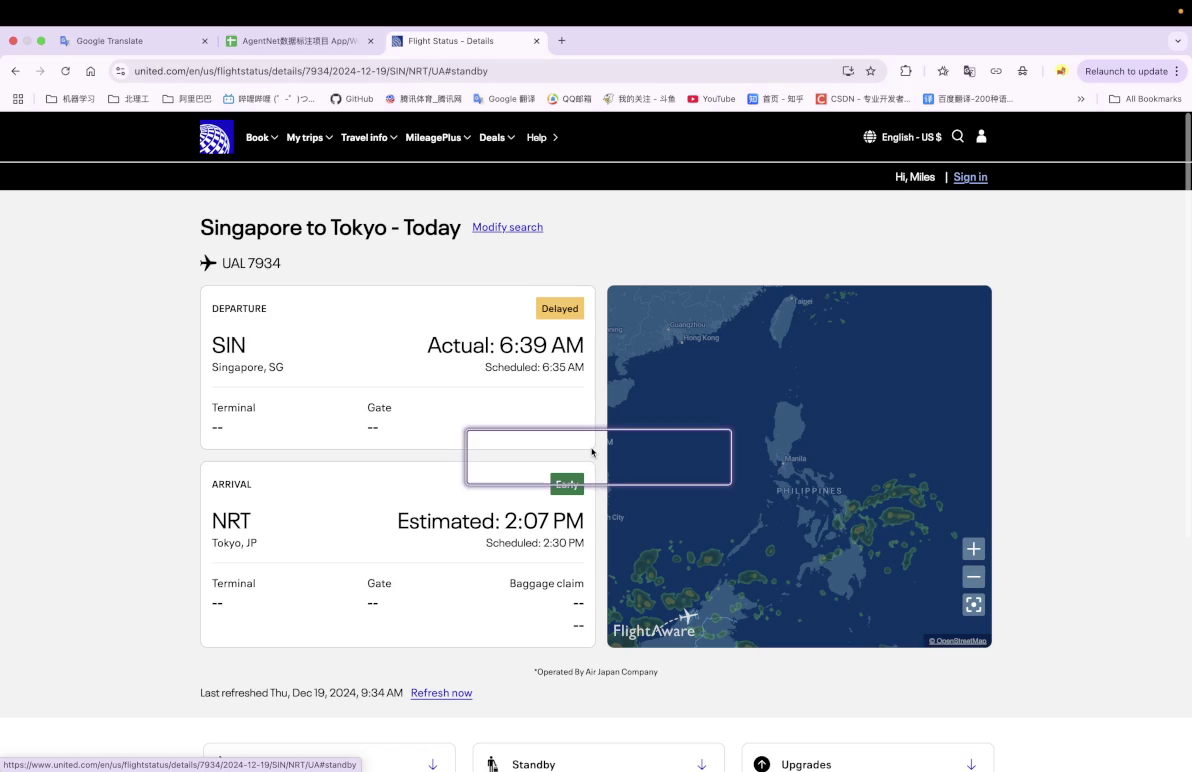 Google Translate
AgentNet数据标注项目 App/W
Flight Status - Details
united.com/en/us/flightstatus/details/7934/2024-12-19/SIN/NRT/UA#standby
Relaunch to update
机器学习
北理工
阿里巴巴
哔哩哔哩 (゜-゜)つ...
GitHub
腾讯体育_腾讯网
Google 翻译
QQ邮箱
我的关注 - 斗鱼
YouTube
首页 - 知乎
CSDN - 专业开发者...
百度翻译-200种语...
All Bookmarks
Book
My trips
Travel info
MileagePlus
Deals
Help
English - US $
Hi, Miles | Sign in
Singapore to Tokyo - Today
Modify search
UAL 7934
DEPARTURE
Delayed
SIN
Actual: 6:39 AM
Singapore, SG
Scheduled: 6:35 AM
Terminal
Gate
--
--
ARRIVAL
Early
NRT
Estimated: 2:07 PM
Tokyo, JP
Scheduled: 2:30 PM
Terminal
Gate
Baggage claim
--
--
--
--
Taipei
Guangzhou
Hong Kong
Manila
PHILIPPINES
City
FlightAware
© OpenStreetMap
*Operated By Air Japan Company
Last refreshed Thu, Dec 19, 2024, 9:34 AM
Refresh now
Standby
Upgrades
https://www.united.com/en/us/flightstatus/details/7934/2024-12-19/SIN/NRT/UA#standby